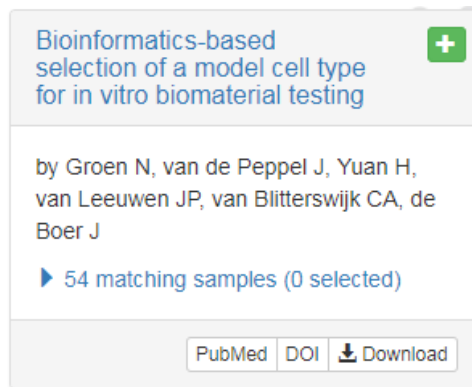 Bioinformatics-based
selection of a model cell type
for in vitro biomaterial testing
+
by Groen N, van de Peppel J, Yuan H,
van Leeuwen JP, van Blitterswijk CA, de
Boer J
54 matching samples (0 selected)
PubMed DOI Download